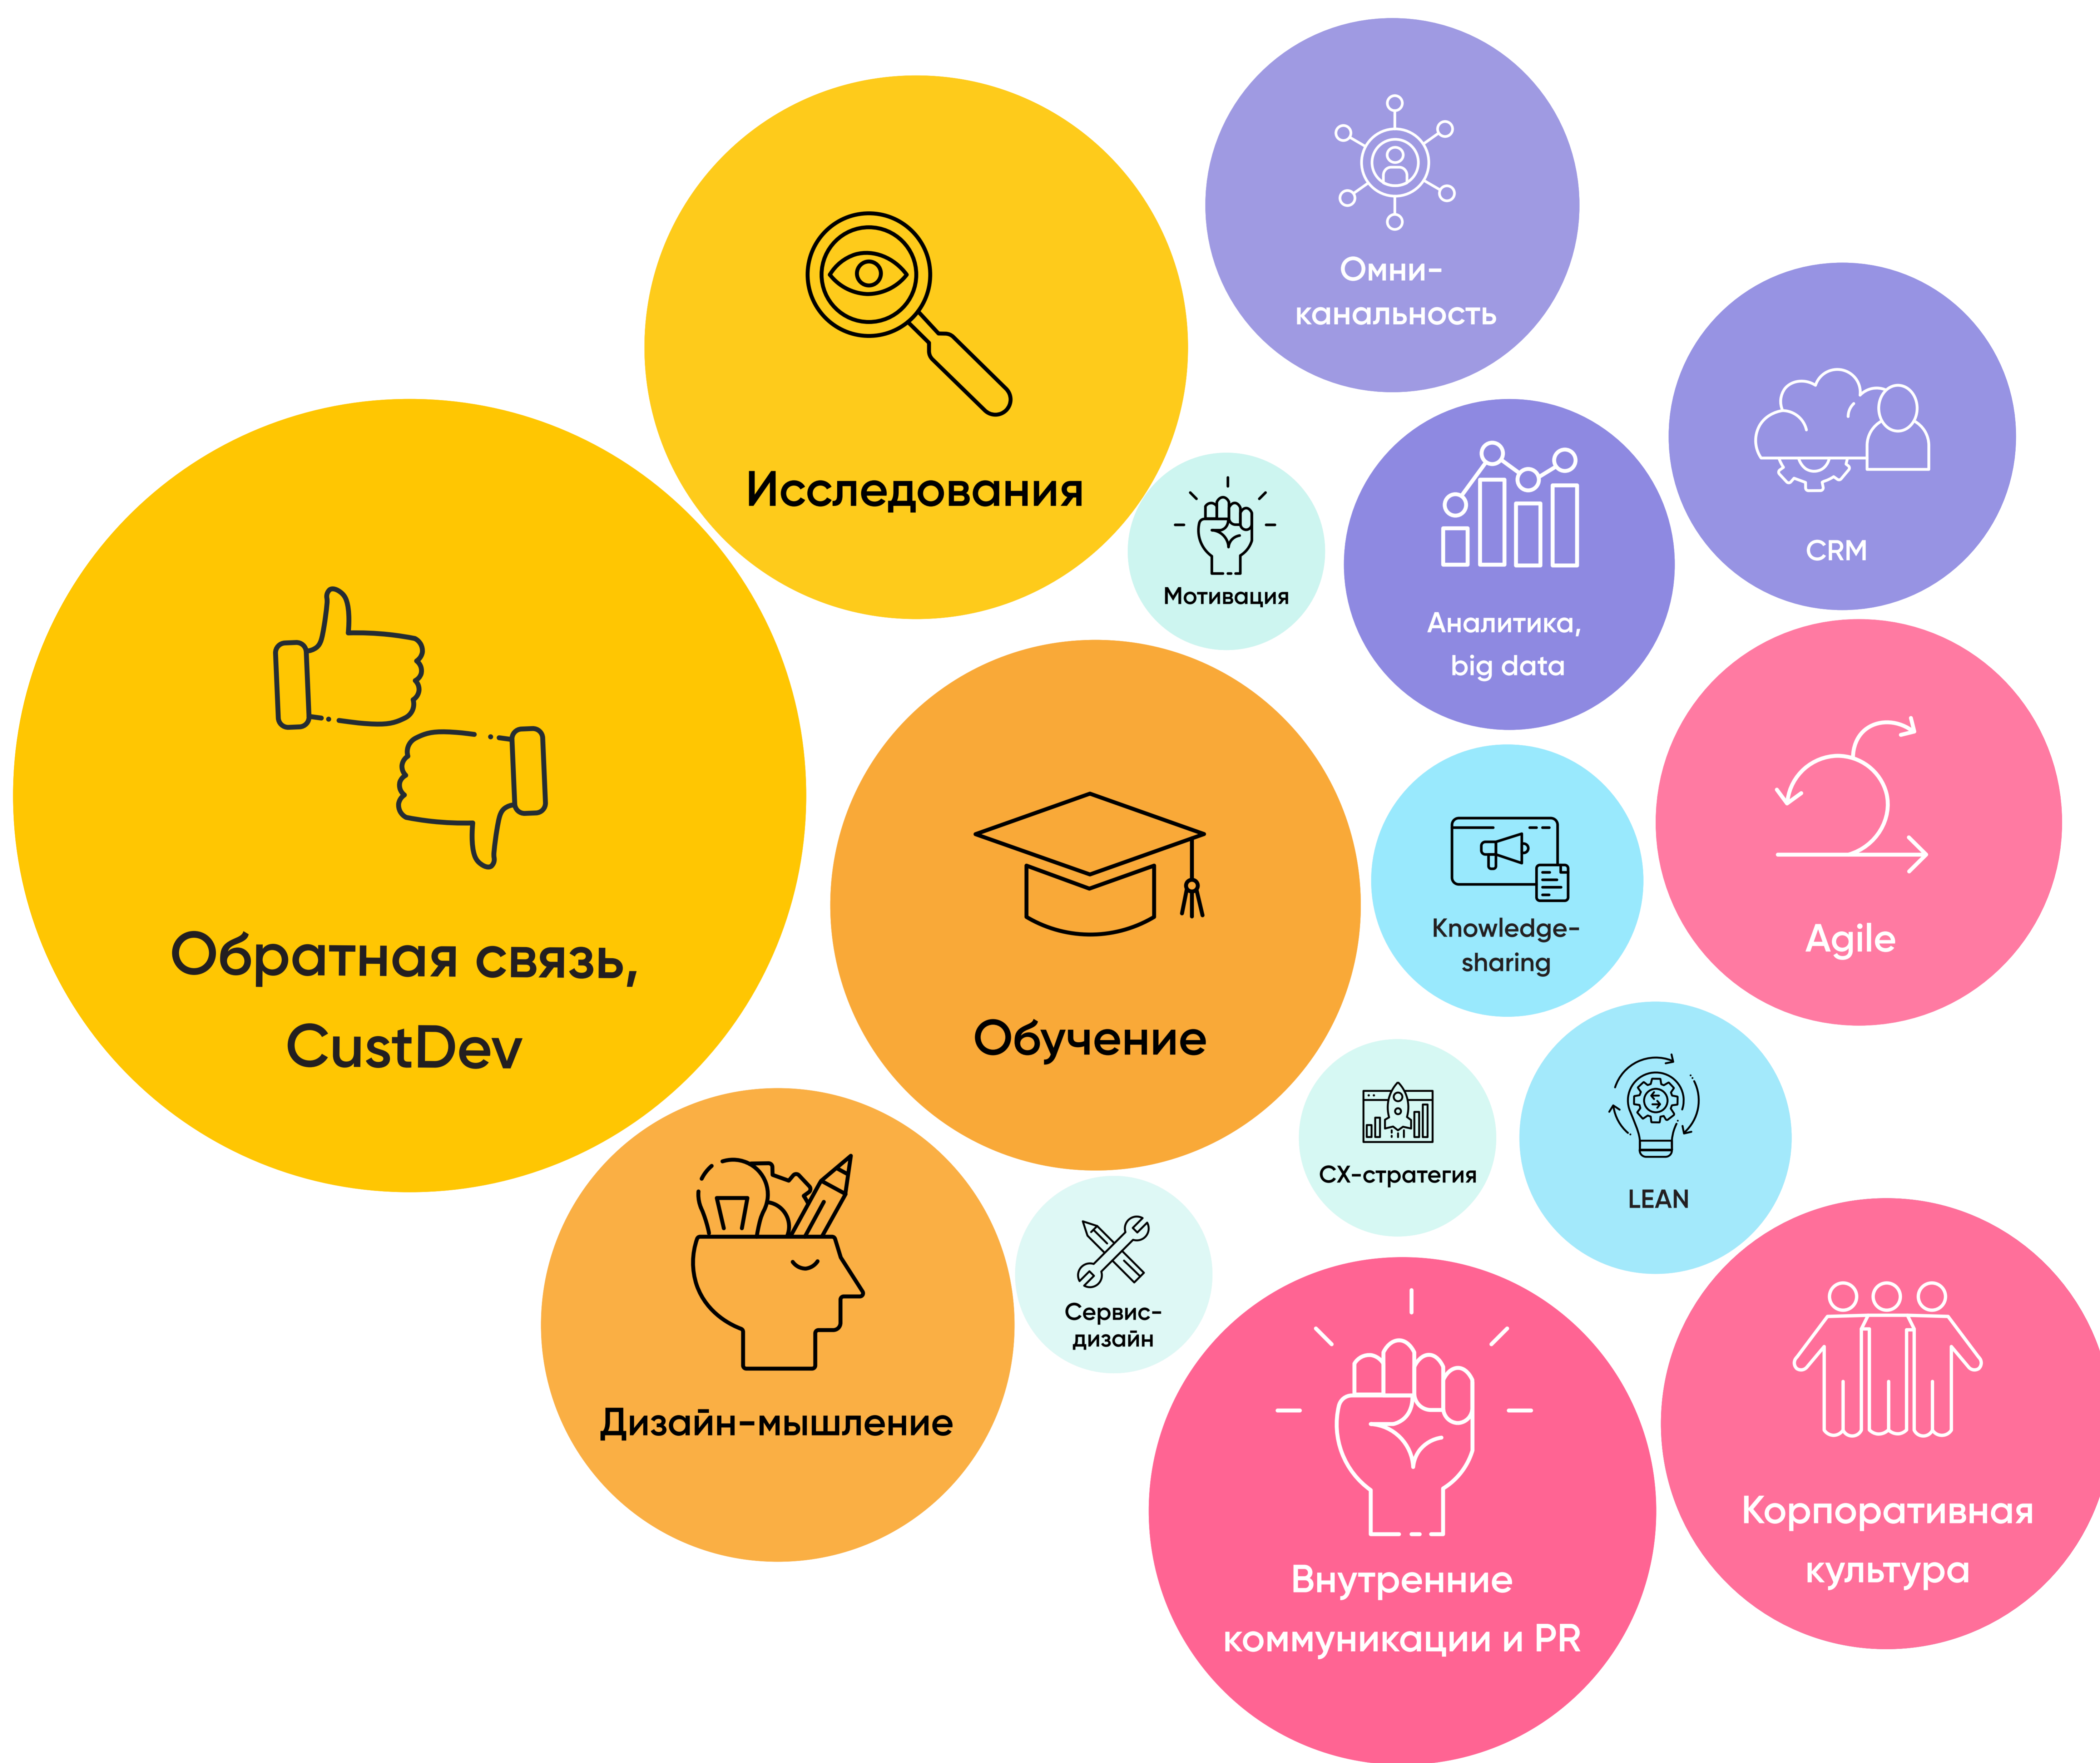 Омни-
канальность
Исследования
CRM
Мотивация
Аналитика,
big data
Обратная связь,
CustDev
Обучение
Knowledge-
sharing
Agile
CX-стратегия
LEAN
Дизайн-мышление
Сервис-
дизайн
Внутренние
коммуникации и PR
Корпоративная
культура